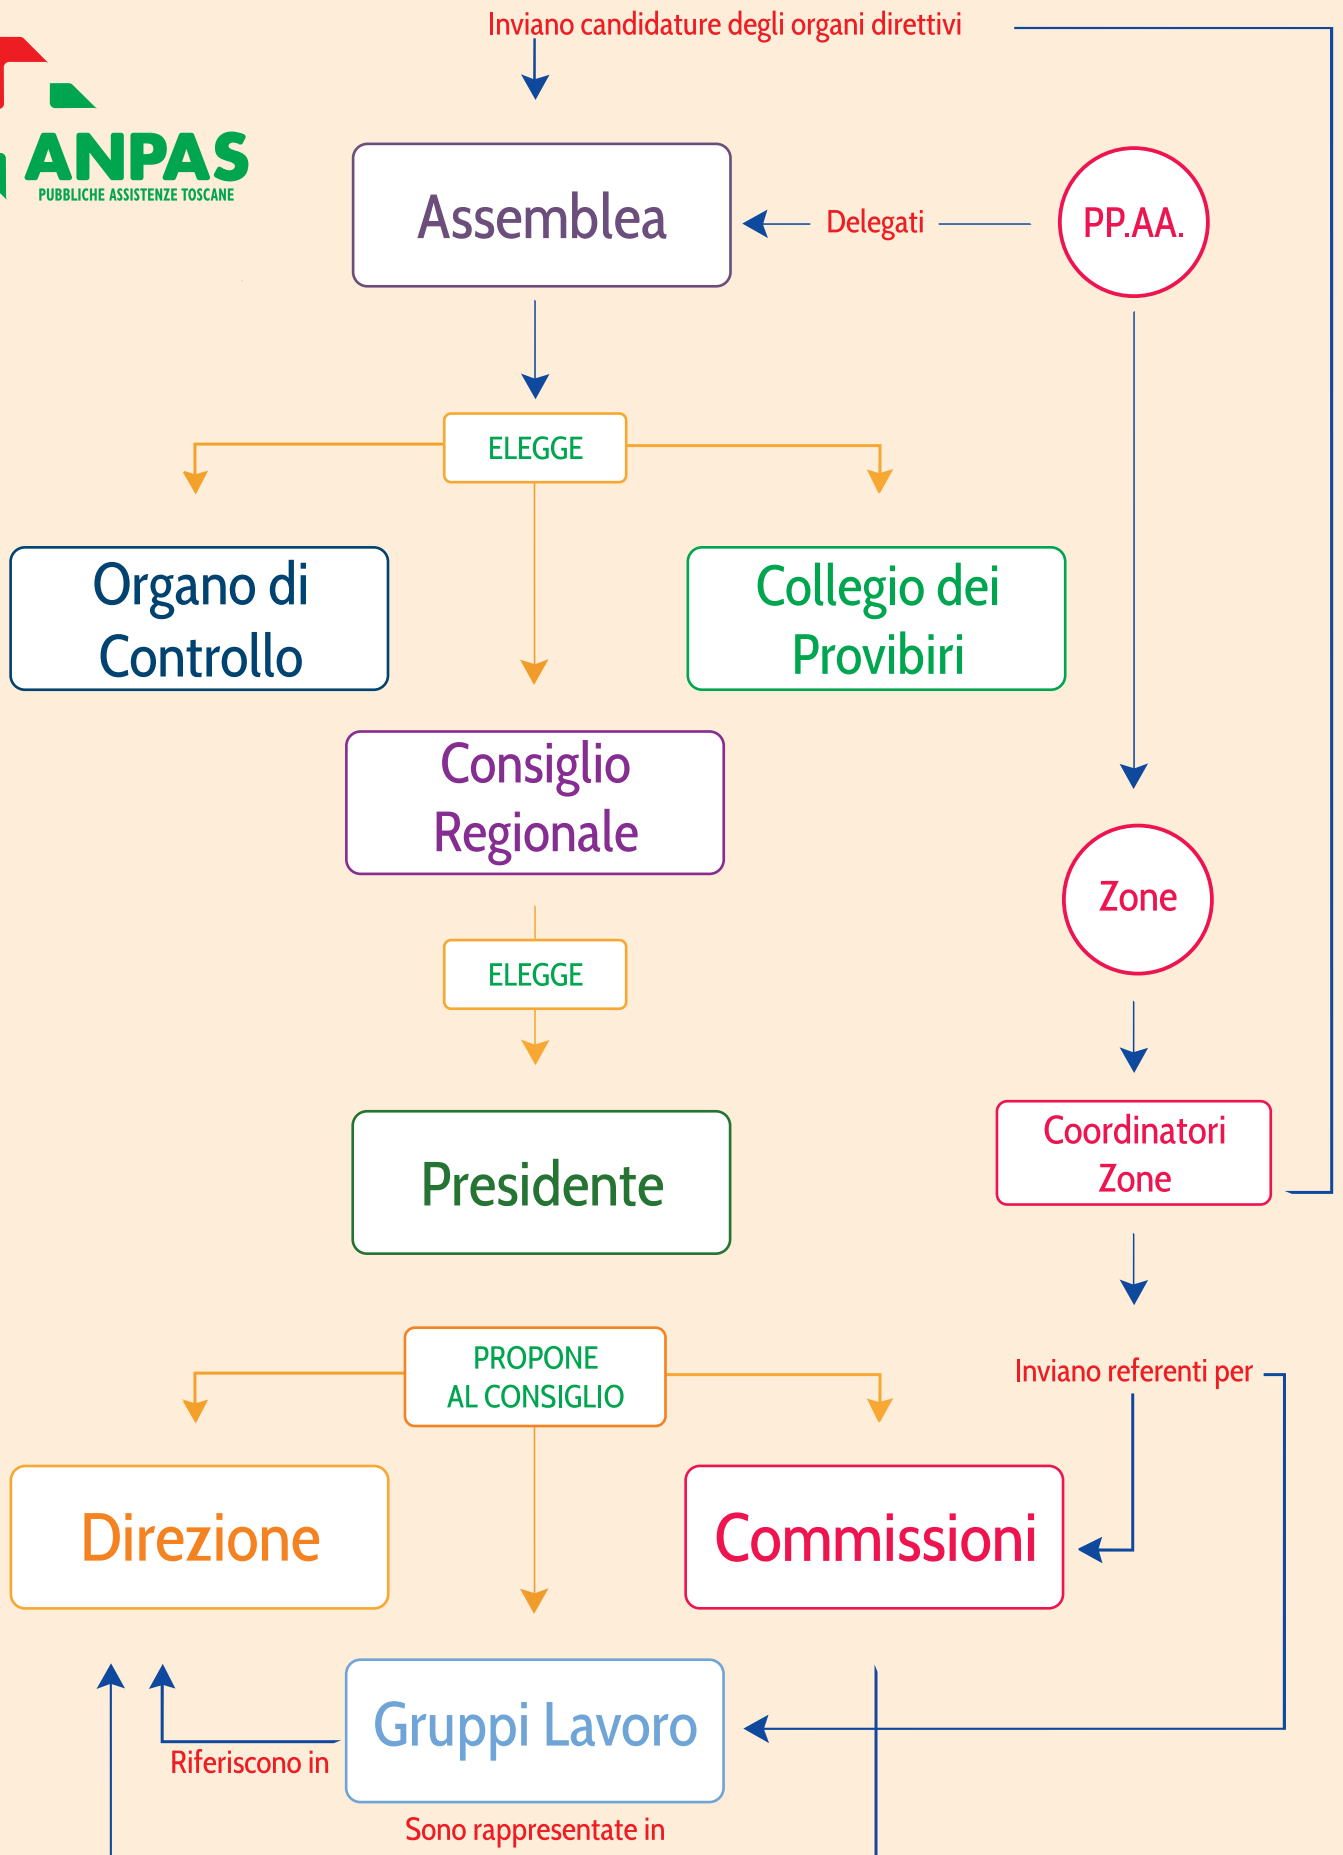 Inviano candidature degli organi direttivi
ANPAS
PUBBLICHE ASSISTENZE TOSCANE
Assemblea
Delegati
PP.AA.
ELEGGE
Organo di
Controllo
Collegio dei
Provibiri
Consiglio
Regionale
Zone
ELEGGE
Coordinatori
Zone
Presidente
PROPONE
AL CONSIGLIO
Inviano referenti per
Direzione
Commissioni
Gruppi Lavoro
Riferiscono in
Sono rappresentate in